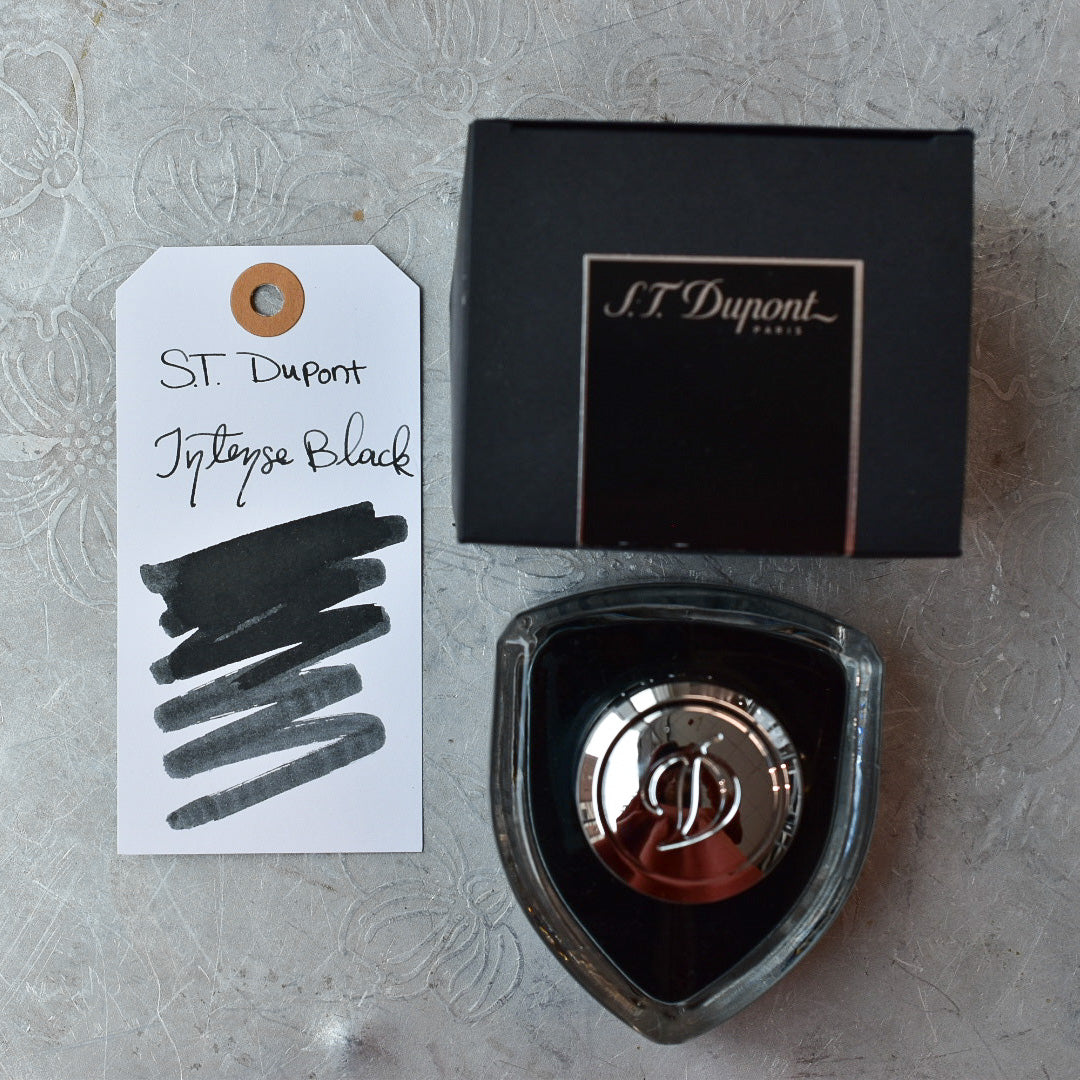 S.T. Dupont
Intense Black
S.T. Dupont
PARIS
D